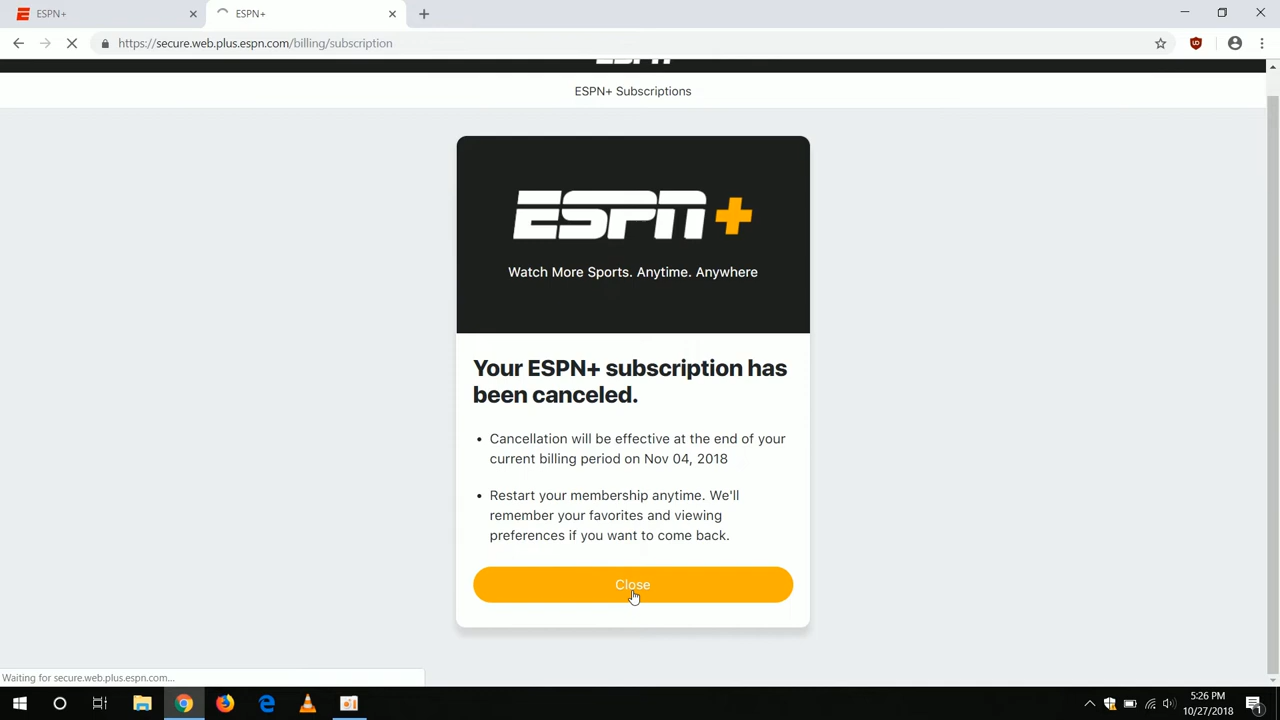 ESPN+
ESPN+
https://secure.web.plus.espn.com/billing/subscription
ESPN+ Subscriptions
ESPN+
Watch More Sports. Anytime. Anywhere
Your ESPN+ subscription has
been canceled.
• Cancellation will be effective at the end of your
current billing period on Nov 04, 2018
• Restart your membership anytime. We'll
remember your favorites and viewing
preferences if you want to come back.
Close
Waiting for secure.web.plus.espn.com...
5:26 PM
10/27/2018
1